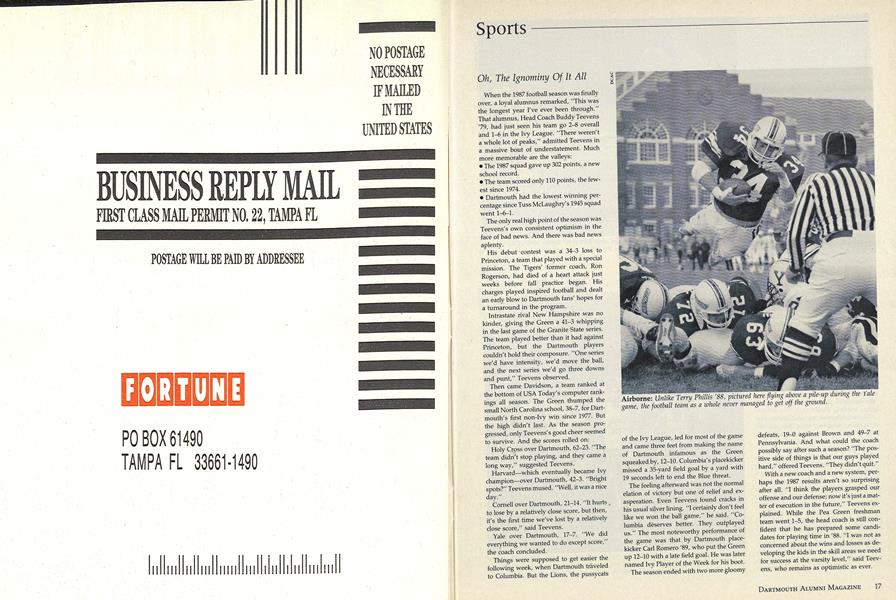 NO POSTAGE
NECESSARY
IF MAILED
IN THE
UNITED STATES
BUSINESS REPLY MAIL
FIRST CLASS MAIL PERMIT NO. 22, TAMPA FL
POSTAGE WILL BE PAID BY ADDRESSEE
FORTUNE
PO BOX 61490
TAMPA FL 33661-1490
Sports
Oh, The Ignominy Of It All
When the 1987 football season was finally
over, a loyal alumnus remarked, "This was
the longest year I've ever been through."
That alumnus, Head Coach Buddy Teevens
'79, had just seen his team go 2–8 overall
and 1–6 in the Ivy League. "There weren't
a whole lot of peaks," admitted Teevens in
a massive bout of understatement. Much
more memorable are the valleys:
• The 1987 squad gave up 302 points, a new
school record.
• The team scored only 110 points, the few-
est since 1974.
• Dartmouth had the lowest winning per-
centage since Tuss McLaughry's 1945 squad
went 1–6–1.
The only real high point of the season was
Teevens's own consistent optimism in the
face of bad news. And there was bad news
aplenty.
His debut contest was a 34–3 loss to
Princeton, a team that played with a special
mission. The Tigers' former coach, Ron
Rogerson, had died of a heart attack just
weeks before fall practice began. His
charges played inspired football and dealt
an early blow to Dartmouth fans' hopes for
a turnaround in the program.
Intrastate rival New Hampshire was no
kinder, giving the Green a 41–3 whipping
in the last game of the Granite State series.
The team played better than it had against
Princeton, but the Dartmouth players
couldn't hold their composure. "One series
we'd have intensity, we'd move the ball,
and the next series we'd go three downs
and punt," Teevens observed.
Then came Davidson, a team ranked at
the bottom of USA Today's computer rank-
ings all season. The Green thumped the
small North Carolina school, 38–7, for Dart-
mouth's first non-Ivy win since 1977. But
the high didn't last. As the season pro-
gressed, only Teevens's good cheer seemed
to survive. And the scores rolled on:
Holy Cross over Dartmouth, 62–23. "The
team didn't stop playing, and they came a
long way," suggested Teevens.
Harvard—which eventually became Ivy
champion—over Dartmouth, 42–3. "Bright
spots?" Teevens mused. "Well, it was a nice
day."
Cornell over Dartmouth, 21–14. "It hurts
to lose by a relatively close score, but then,
it's the first time we've lost by a relatively
close score," said Teevens.
Yale over Dartmouth, 17–7. "We did
everything we wanted to do except score,"
the coach concluded.
Things were supposed to get easier the
following week, when Dartmouth traveled
to Columbia. But the Lions, the pussycats
DCAC
34
72
63
Airborne: Unlike Terry Phillis '88, pictured here flying above a pile-up during the Yale
game, the football team as a whole never managed to get off the ground.
of the Ivy League, led for most of the game
and came three feet from making the name
of Dartmouth infamous as the Green
squeaked by, 12–10. Columbia's placekicker
missed a 35-yard field goal by a yard with
19 seconds left to end the Blue threat.
The feeling afterward was not the normal
elation of victory but one of relief and ex-
asperation. Even Teevens found cracks in
his usual silver lining. "I certainly don't feel
like we won the ball game," he said. "Co-
lumbia deserves better. They outplayed
us." The most noteworthy performance of
the game was that by Dartmouth place-
kicker Carl Romero '89, who put the Green
up 12–10 with a late field goal. He was later
named Ivy Player of the Week for his boot.
The season ended with two more gloomy
defeats, 19–0 against Brown and 49–7 at
Pennsylvania. And what could the coach
possibly say after such a season? "The pos-
itive side of things is that our guys played
hard," offered Teevens. "They didn't quit."
With a new coach and a new system, per-
haps the 1987 results aren't so surprising
after all. "I think the players grasped our
offense and our defense; now it's just a mat-
ter of execution in the future," Teevens ex-
plained. While the Pea Green freshman
team went 1–5, the head coach is still con-
fident that he has prepared some candi-
dates for playing time in '88. "I was not as
concerned about the wins and losses as de-
veloping the kids in the skill areas we need
for success at the varsity level," said Teev-
ens, who remains as optimistic as ever.
DARTMOUTH ALUMNI MAGAZINE 17